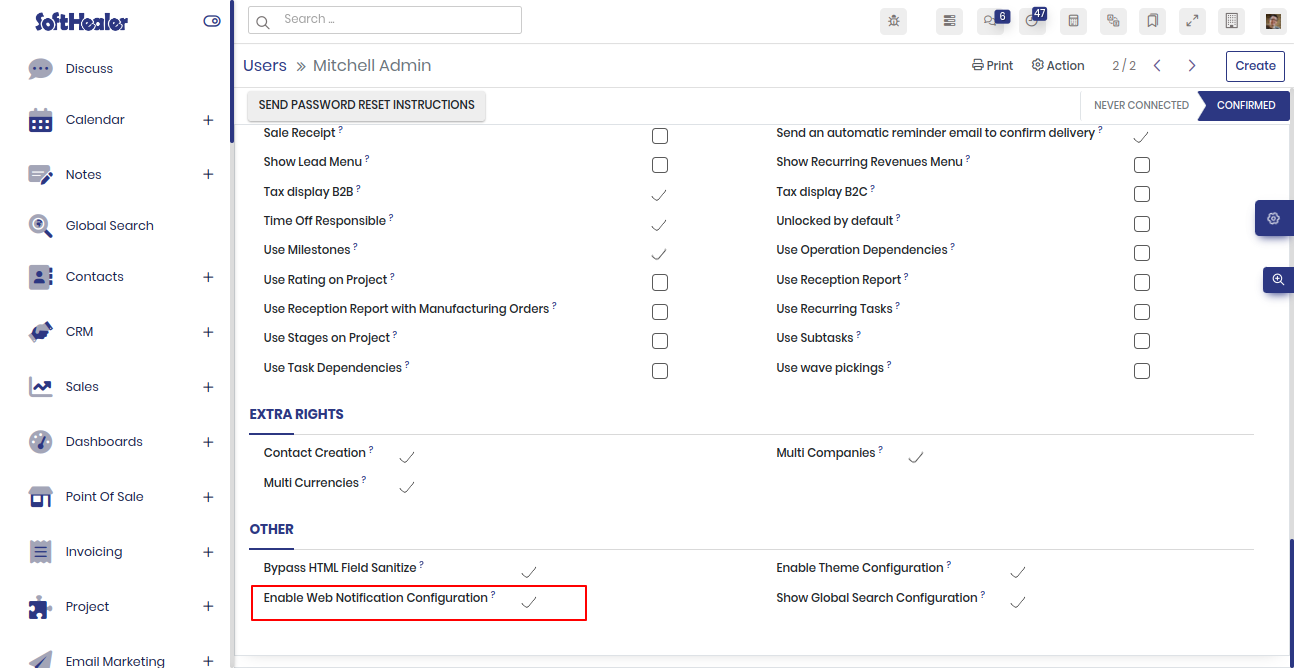 SoftHealer
Search ...
6
47
Discuss
Calendar +
Notes +
Global Search
Contacts +
CRM +
Sales +
Dashboards +
Point Of Sale +
Invoicing +
Project +
Email Marketing +
Users » Mitchell Admin
Print
Action
2 / 2
Create
SEND PASSWORD RESET INSTRUCTIONS
NEVER CONNECTED
CONFIRMED
Sale Receipt ?
Send an automatic reminder email to confirm delivery ?
Show Lead Menu ?
Show Recurring Revenues Menu ?
Tax display B2B ?
Tax display B2C ?
Time Off Responsible ?
Unlocked by default ?
Use Milestones ?
Use Operation Dependencies ?
Use Rating on Project ?
Use Reception Report ?
Use Reception Report with Manufacturing Orders ?
Use Recurring Tasks ?
Use Stages on Project ?
Use Subtasks ?
Use Task Dependencies ?
Use wave pickings ?
EXTRA RIGHTS
Contact Creation ?
Multi Companies ?
Multi Currencies ?
OTHER
Bypass HTML Field Sanitize ?
Enable Theme Configuration ?
Enable Web Notification Configuration ?
Show Global Search Configuration ?